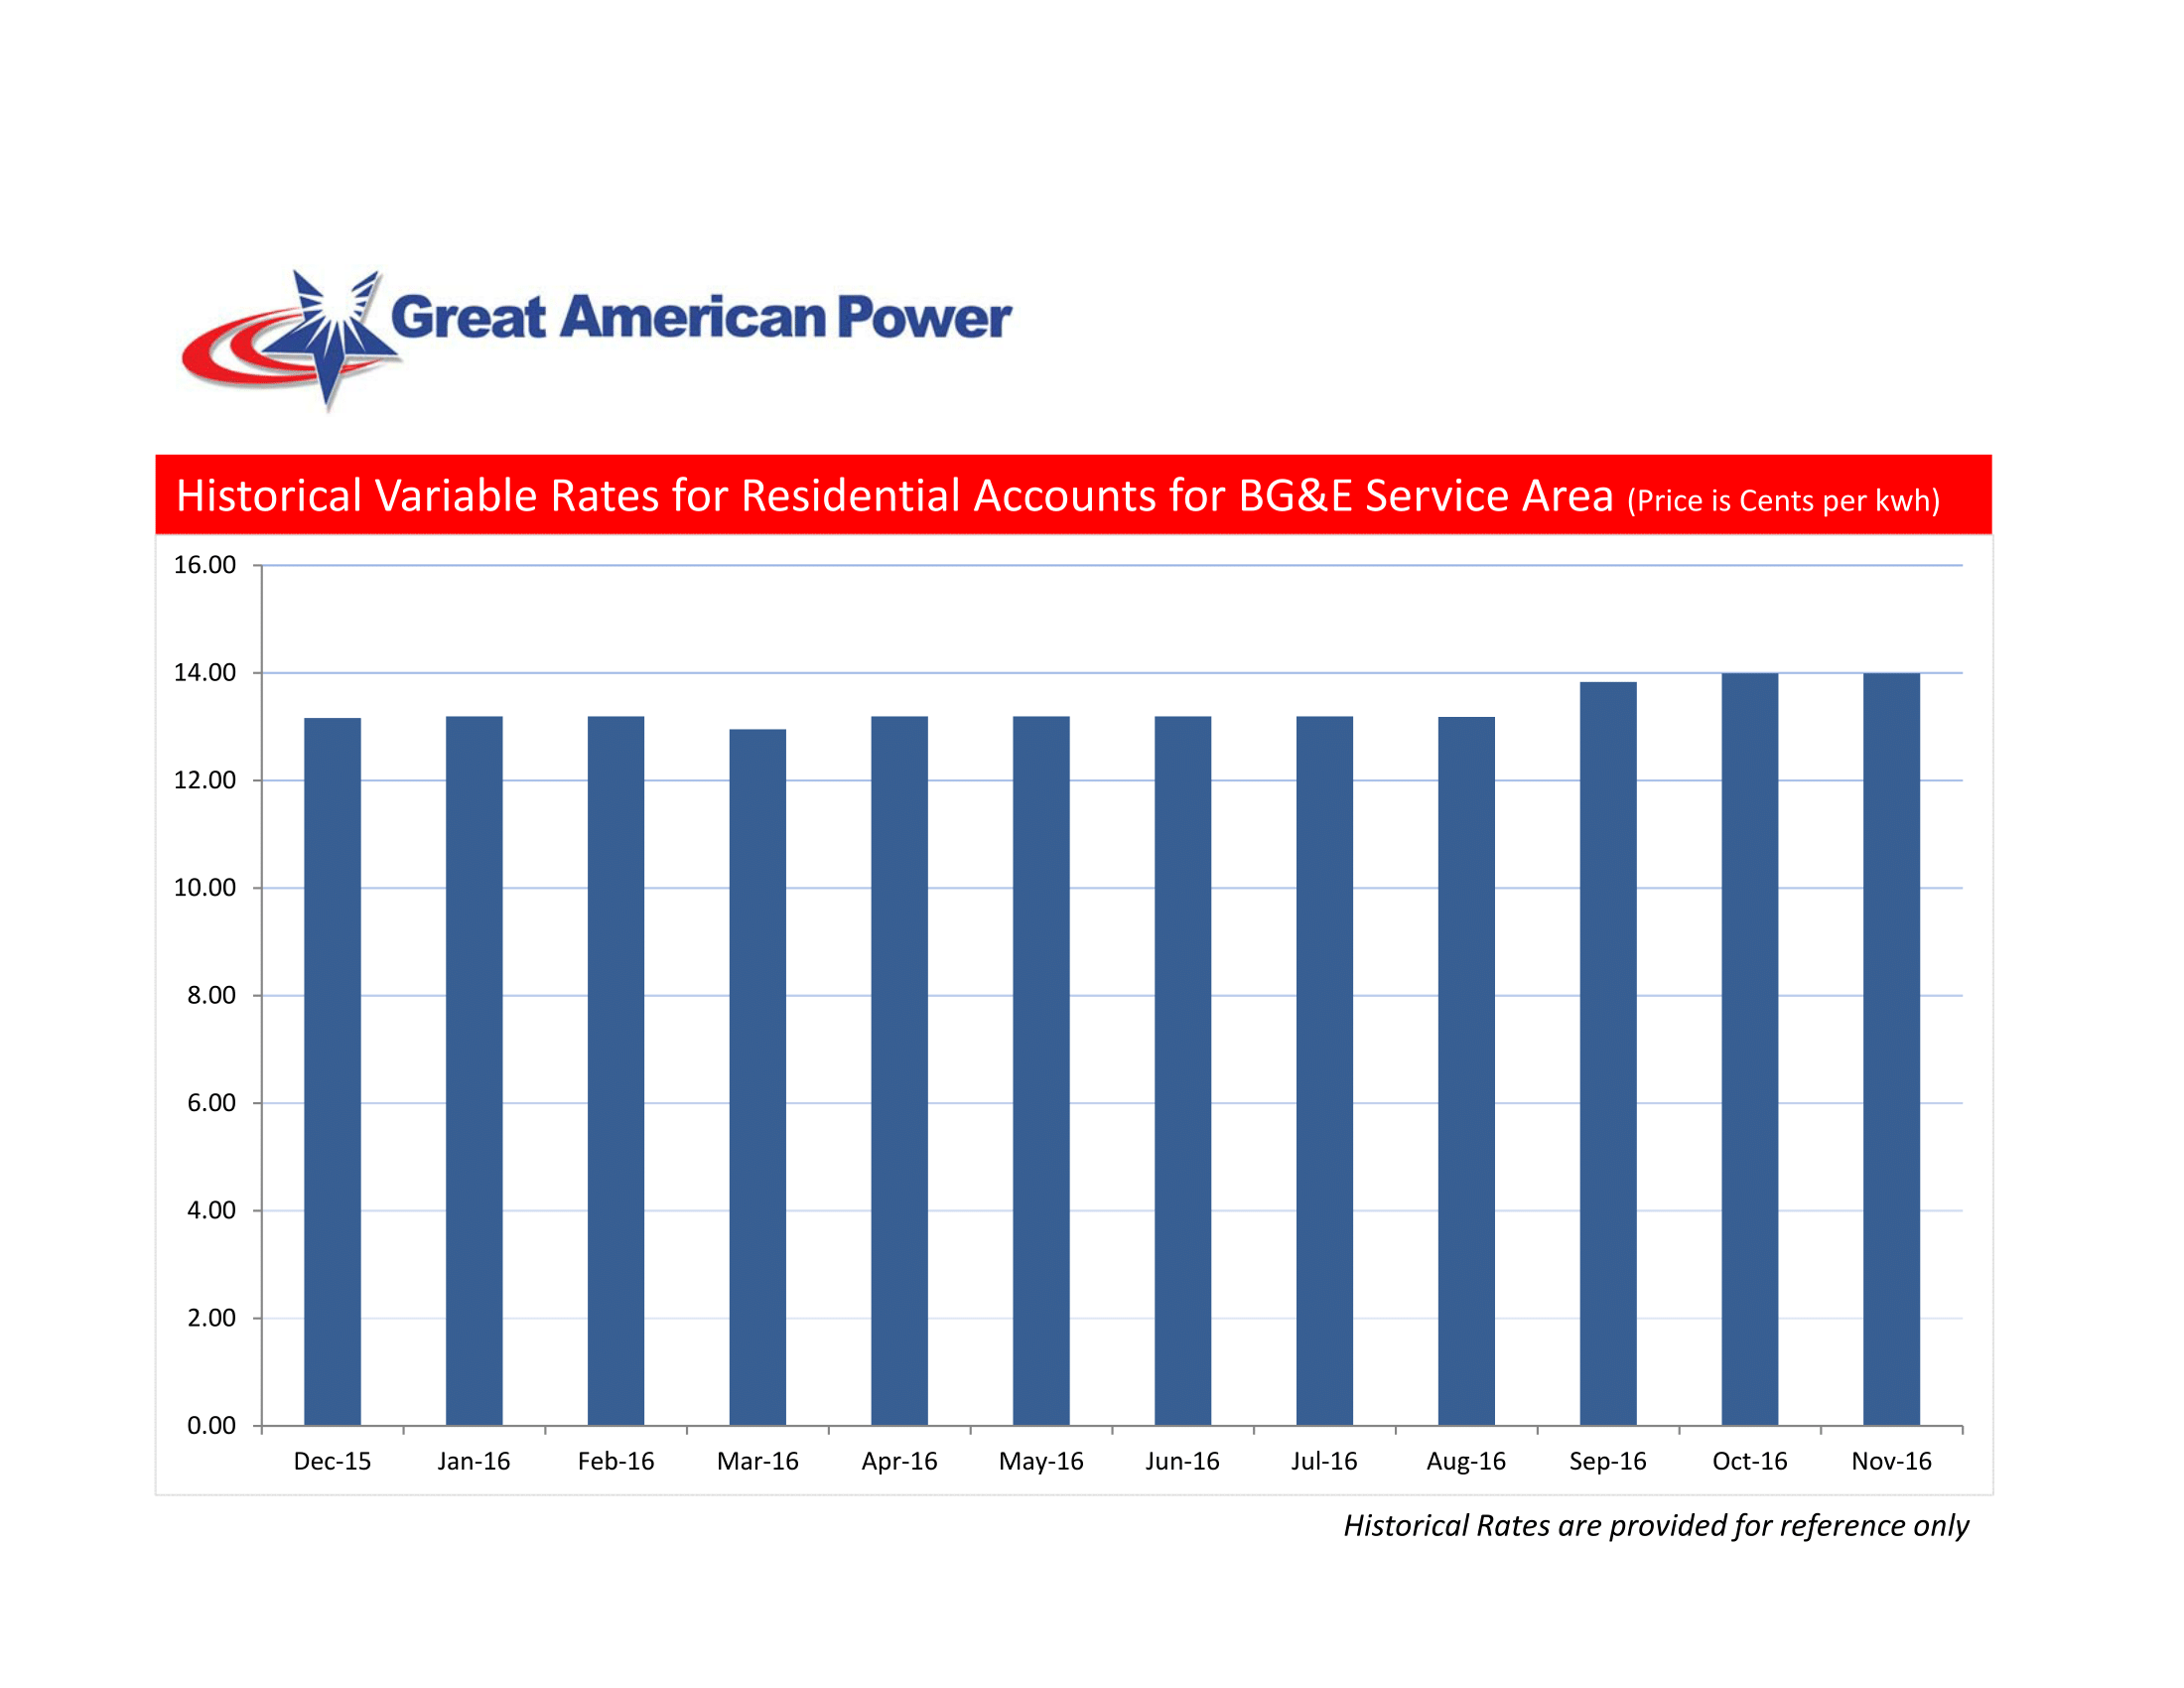 Great American Power
Historical Variable Rates for Residential Accounts for BG&E Service Area (Price is Cents per kwh)
16.00
14.00
12.00
10.00
8.00
6.00
4.00
2.00
0.00
Dec-15 Jan-16 Feb-16 Mar-16 Apr-16 May-16 Jun-16 Jul-16 Aug-16 Sep-16 Oct-16 Nov-16
Historical Rates are provided for reference only